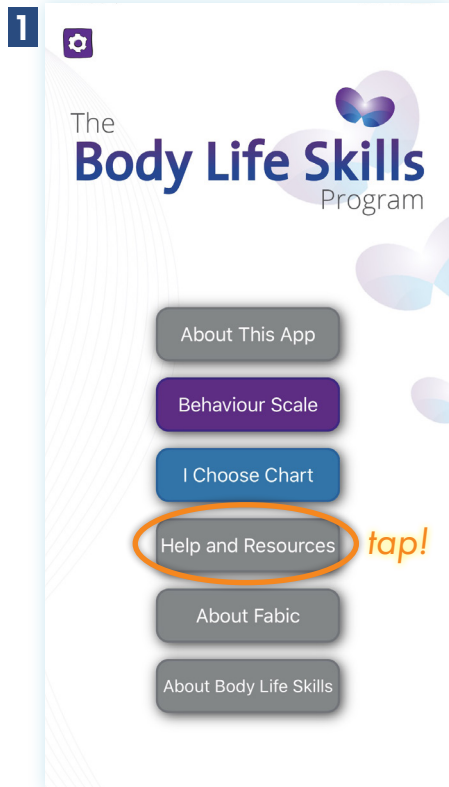 1
The
Body Life Skills
Program
About This App
Behaviour Scale
I Choose Chart
Help and Resources
tap!
About Fabic
About Body Life Skills